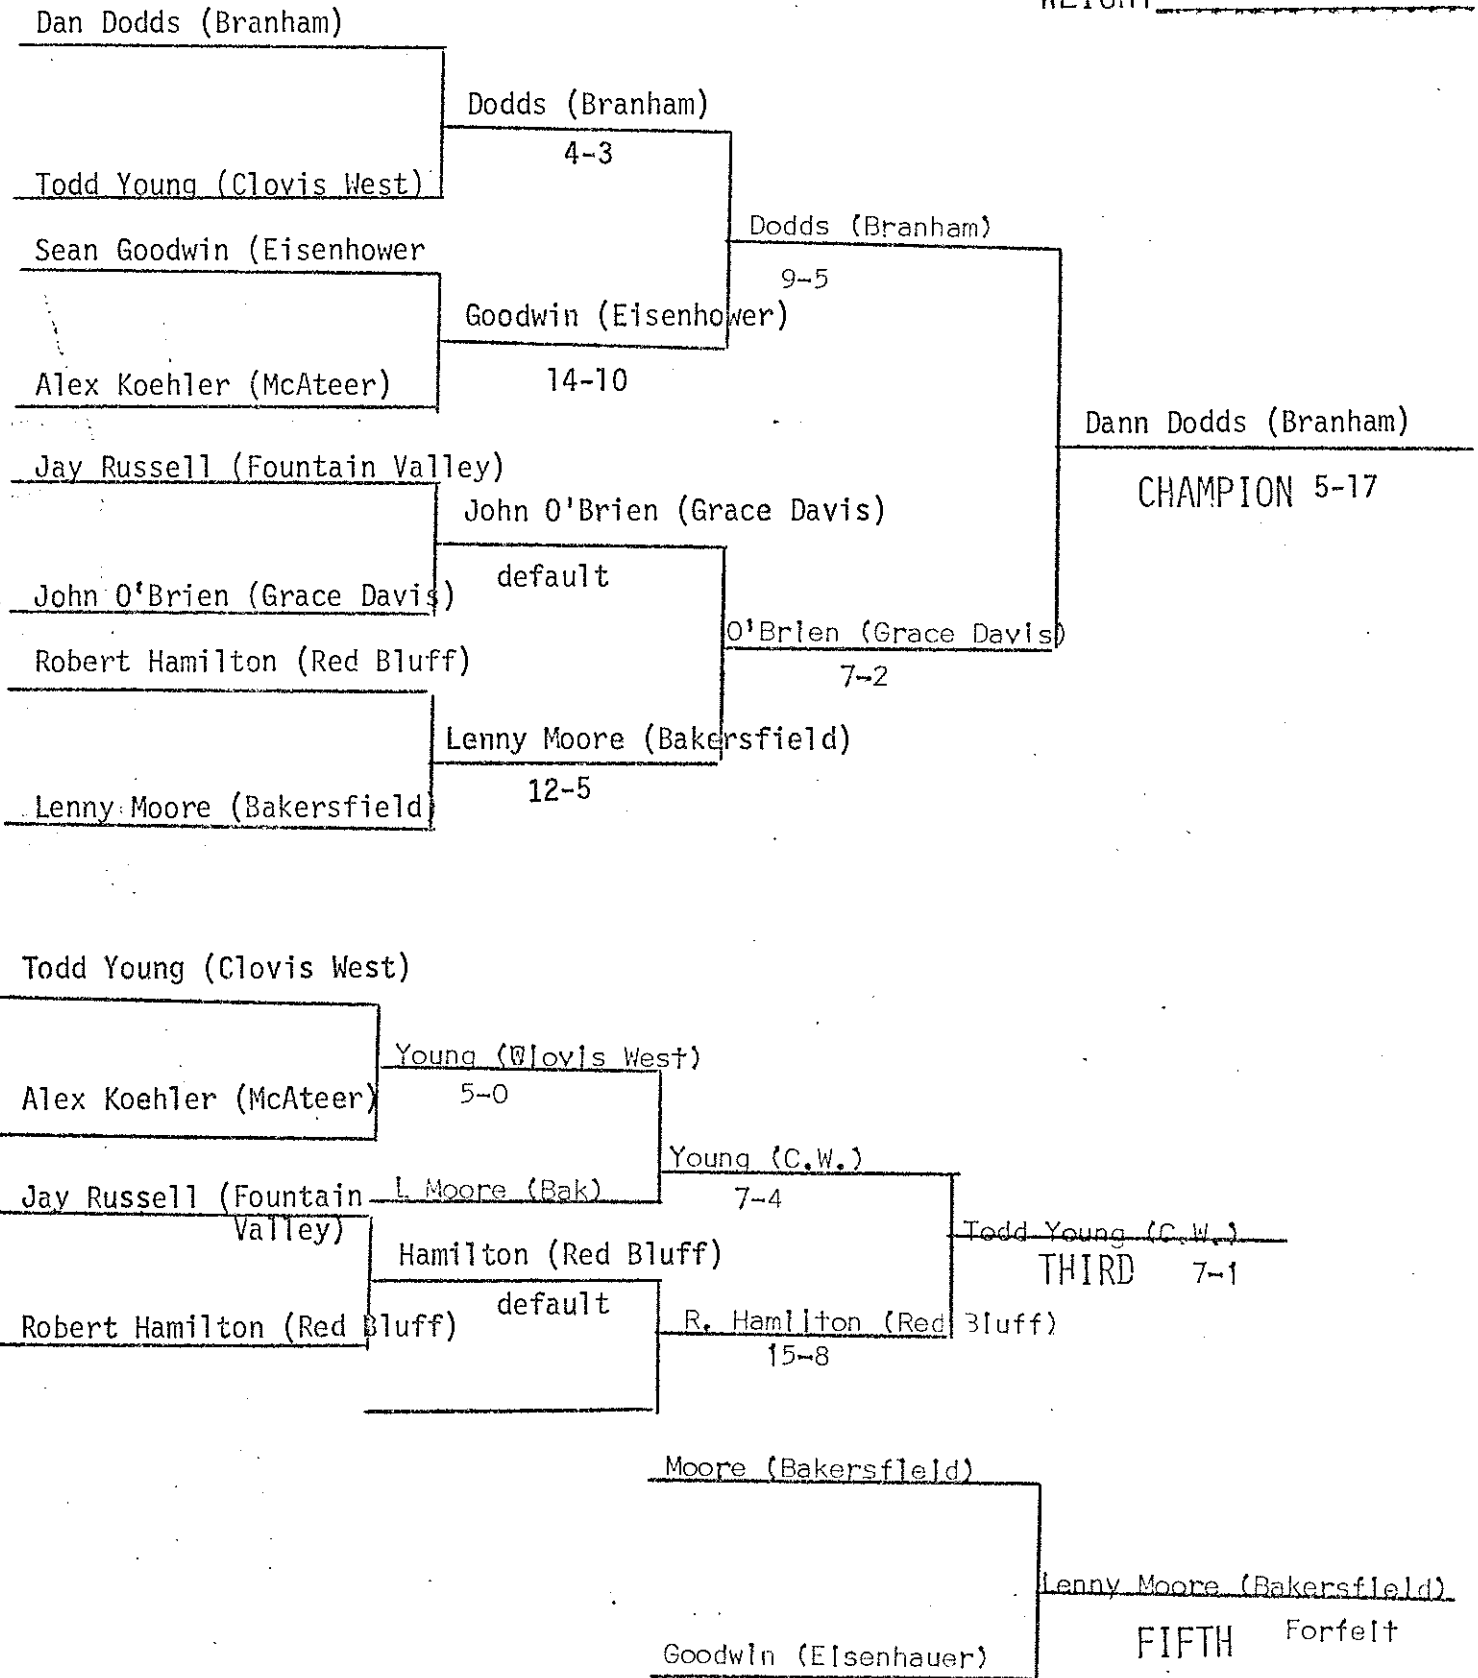 WEIGHT
Dan Dodds (Branham)
Dodds (Branham)
4-3
Todd Young (Clovis West)
Dodds (Branham)
9-5
Sean Goodwin (Eisenhower
Goodwin (Eisenhower)
14-10
Alex Koehler (McAteer)
Dann Dodds (Branham)
CHAMPION 5-17
Jay Russell (Fountain Valley)
John O'Brien (Grace Davis)
default
John O'Brien (Grace Davis)
O'Brien (Grace Davis)
7-2
Robert Hamilton (Red Bluff)
Lenny Moore (Bakersfield)
12-5
Lenny Moore (Bakersfield)
Todd Young (Clovis West)
Young (Wlovis West)
5-0
Alex Koehler (McAteer)
Young (C.W.)
7-4
L Moore (Bak)
Jay Russell (Fountain
Valley)
Todd Young (C.W.)
THIRD 7-1
Hamilton (Red Bluff)
default
Robert Hamilton (Red Bluff)
R. Hamilton (Red Bluff)
15-8
Moore (Bakersfield)
Lenny Moore (Bakersfield)
FIFTH Forfeit
Goodwin (Eisenhauer)